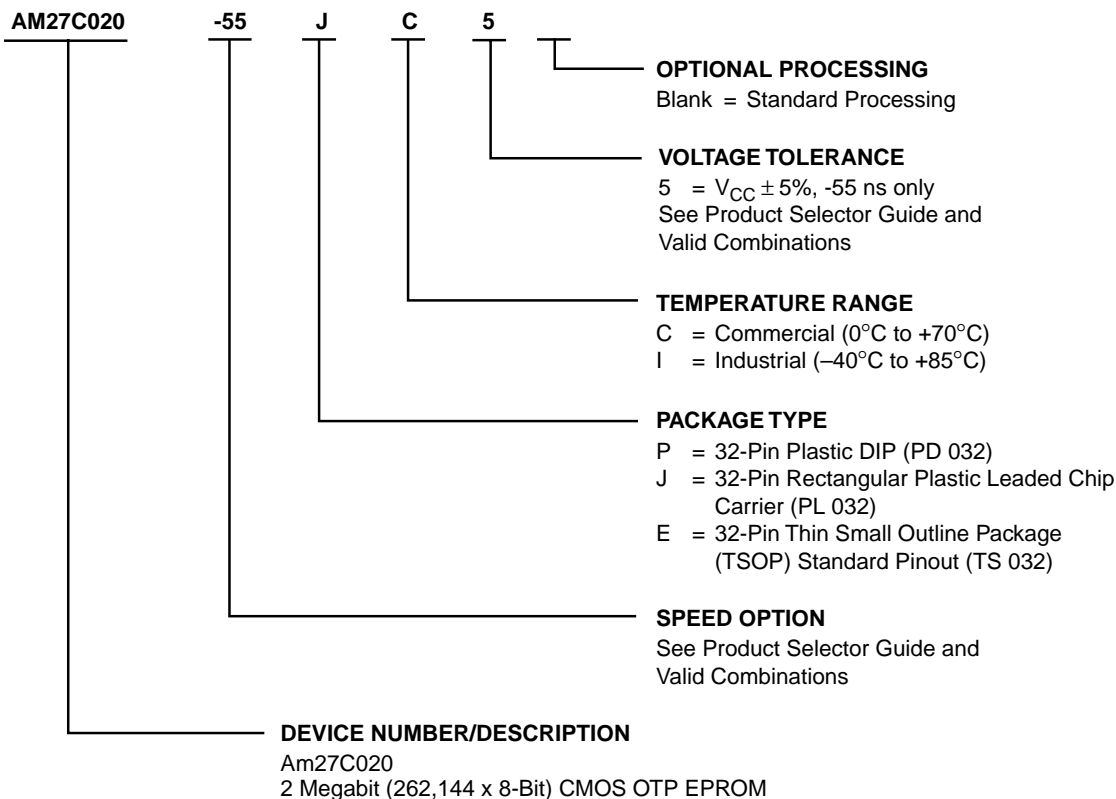 AM27C020 -55 J C 5
OPTIONAL PROCESSING
Blank = Standard Processing
VOLTAGE TOLERANCE
5 = VCC ± 5%, -55 ns only
See Product Selector Guide and
Valid Combinations
TEMPERATURE RANGE
C = Commercial (0°C to +70°C)
I = Industrial (–40°C to +85°C)
PACKAGE TYPE
P = 32-Pin Plastic DIP (PD 032)
J = 32-Pin Rectangular Plastic Leaded Chip
Carrier (PL 032)
E = 32-Pin Thin Small Outline Package
(TSOP) Standard Pinout (TS 032)
SPEED OPTION
See Product Selector Guide and
Valid Combinations
DEVICE NUMBER/DESCRIPTION
Am27C020
2 Megabit (262,144 x 8-Bit) CMOS OTP EPROM